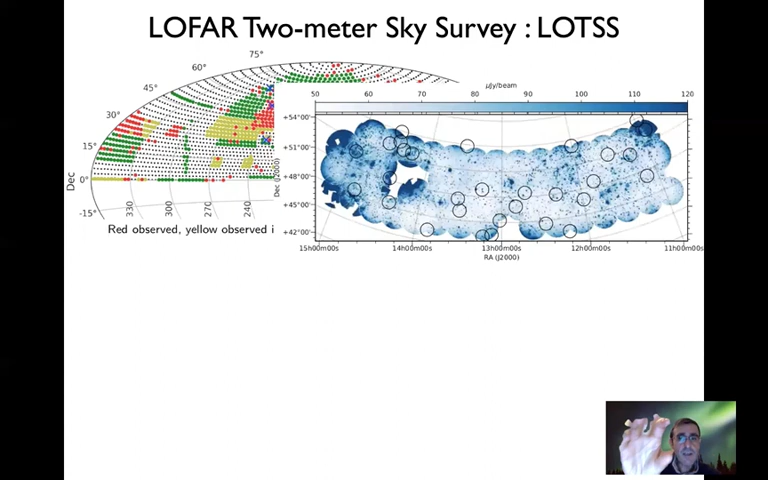 LOFAR Two-meter Sky Survey : LOTSS
75°
60°
45°
30°
15°
0°
-15°
Dec
330
300
270
240
Red observed, yellow observed i
μJy/beam
50 60 70 80 90 100 110 120
+54°00'
+51°00'
+48°00'
+45°00'
+42°00'
Dec (J2000)
15h00m00s 14h00m00s 13h00m00s 12h00m00s 11h00m00s
RA (J2000)